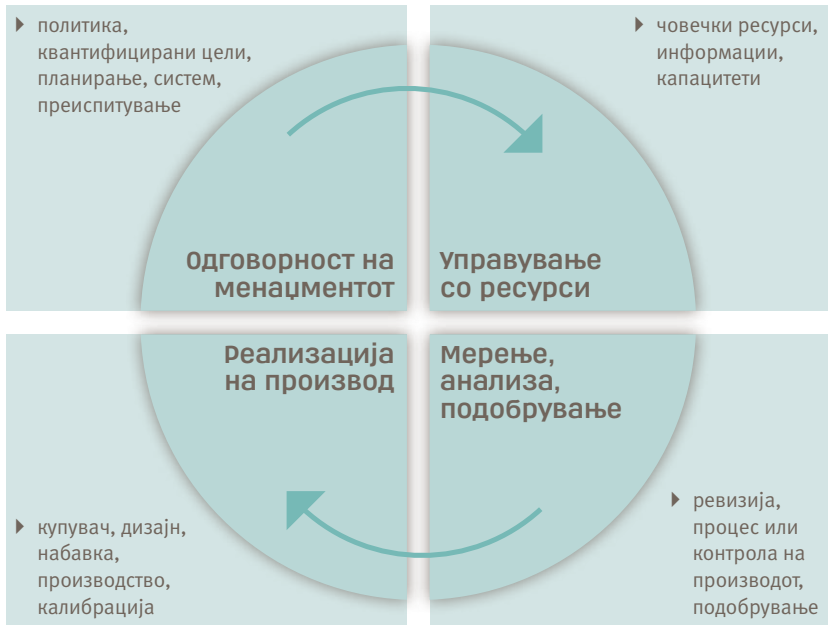 политика,
квантифицирани цели,
планирање, систем,
преиспитување
човечки ресурси,
информации,
капацитети
Одговорност на
менаџментот
Управување
со ресурси
Реализација
на производ
Мерење,
анализа,
подобрување
купувач, дизајн,
набавка,
производство,
калибрација
ревизија,
процес или
контрола на
производот,
подобрување